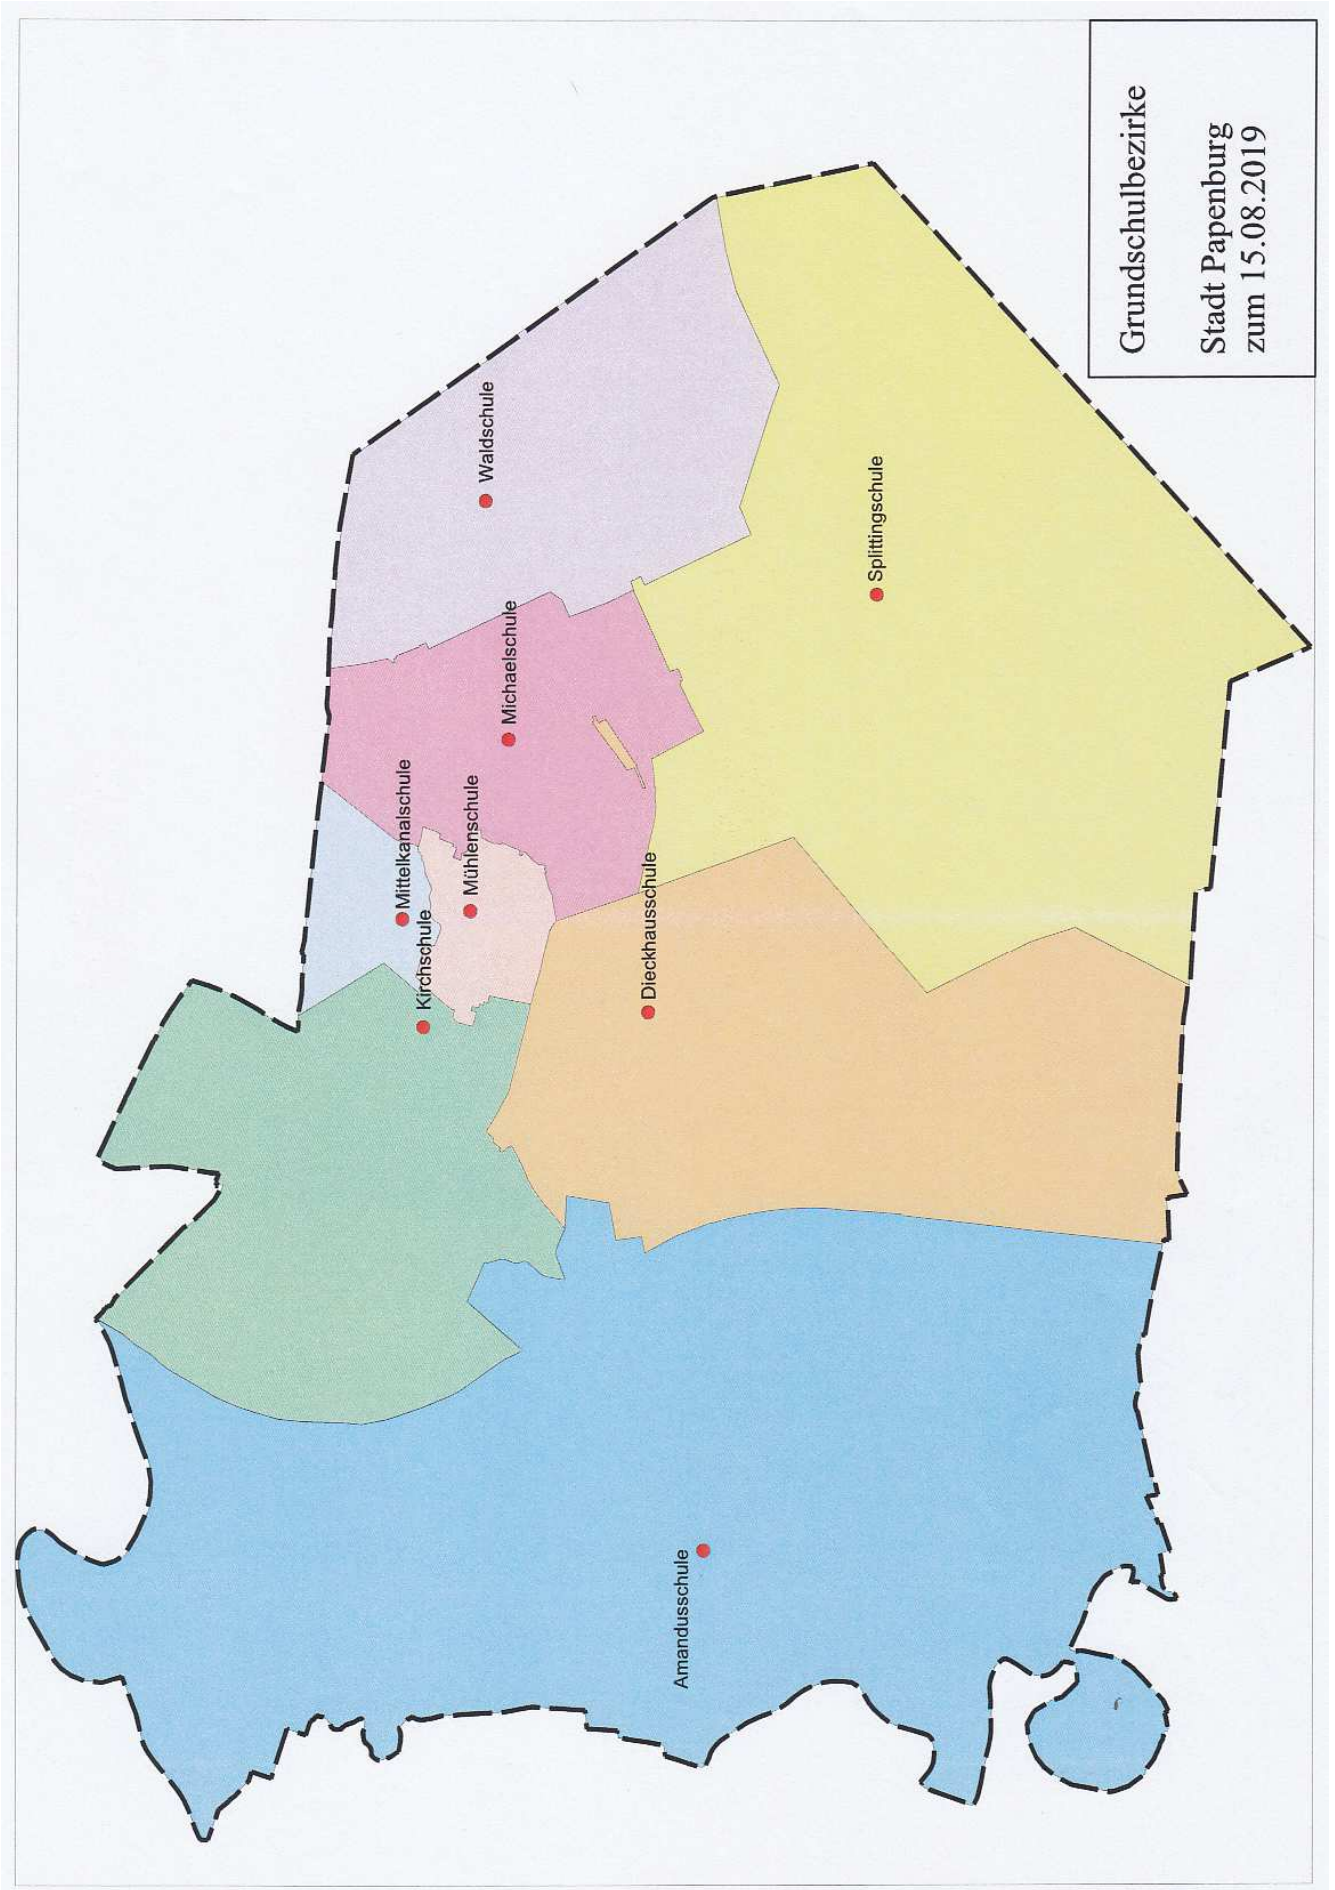 Grundschulbezirke
Stadt Papenburg
zum 15.08.2019
Waldschule
Splittingschule
Michaelschule
Mittelkanalschule
Mühlenschule
Kirchschule
Dieckhausschule
Amandusschule